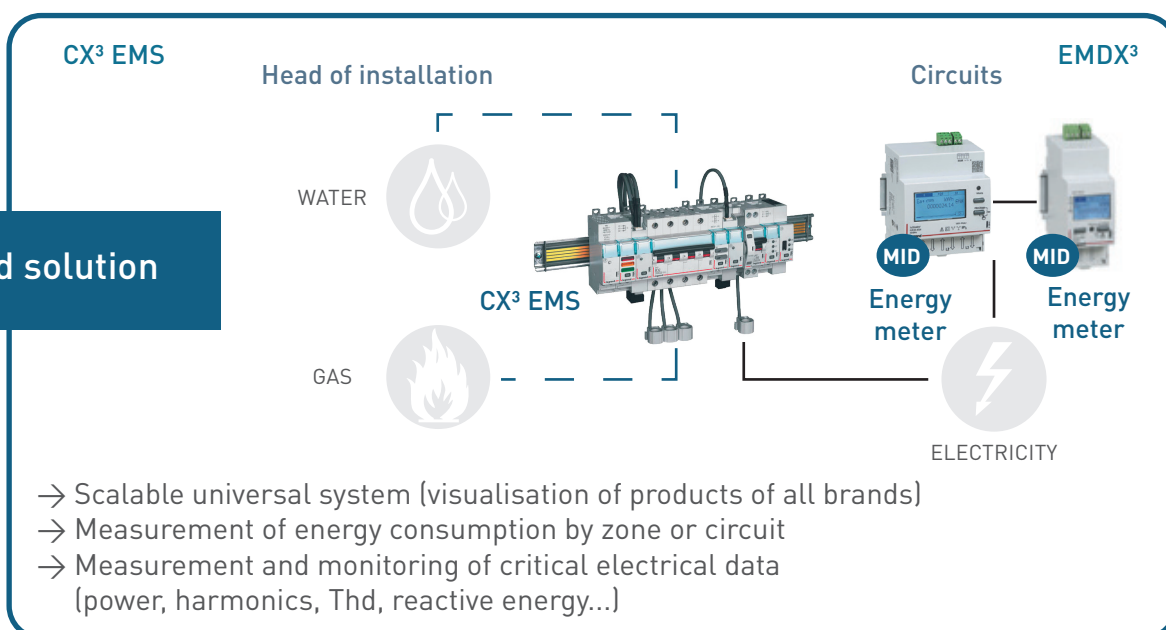 CX³ EMS
EMDX³
Head of installation
Circuits
WATER
d solution
MID
MID
CX³ EMS
Energy
meter
Energy
meter
GAS
ELECTRICITY
→ Scalable universal system (visualisation of products of all brands)
→ Measurement of energy consumption by zone or circuit
→ Measurement and monitoring of critical electrical data
(power, harmonics, Thd, reactive energy...)